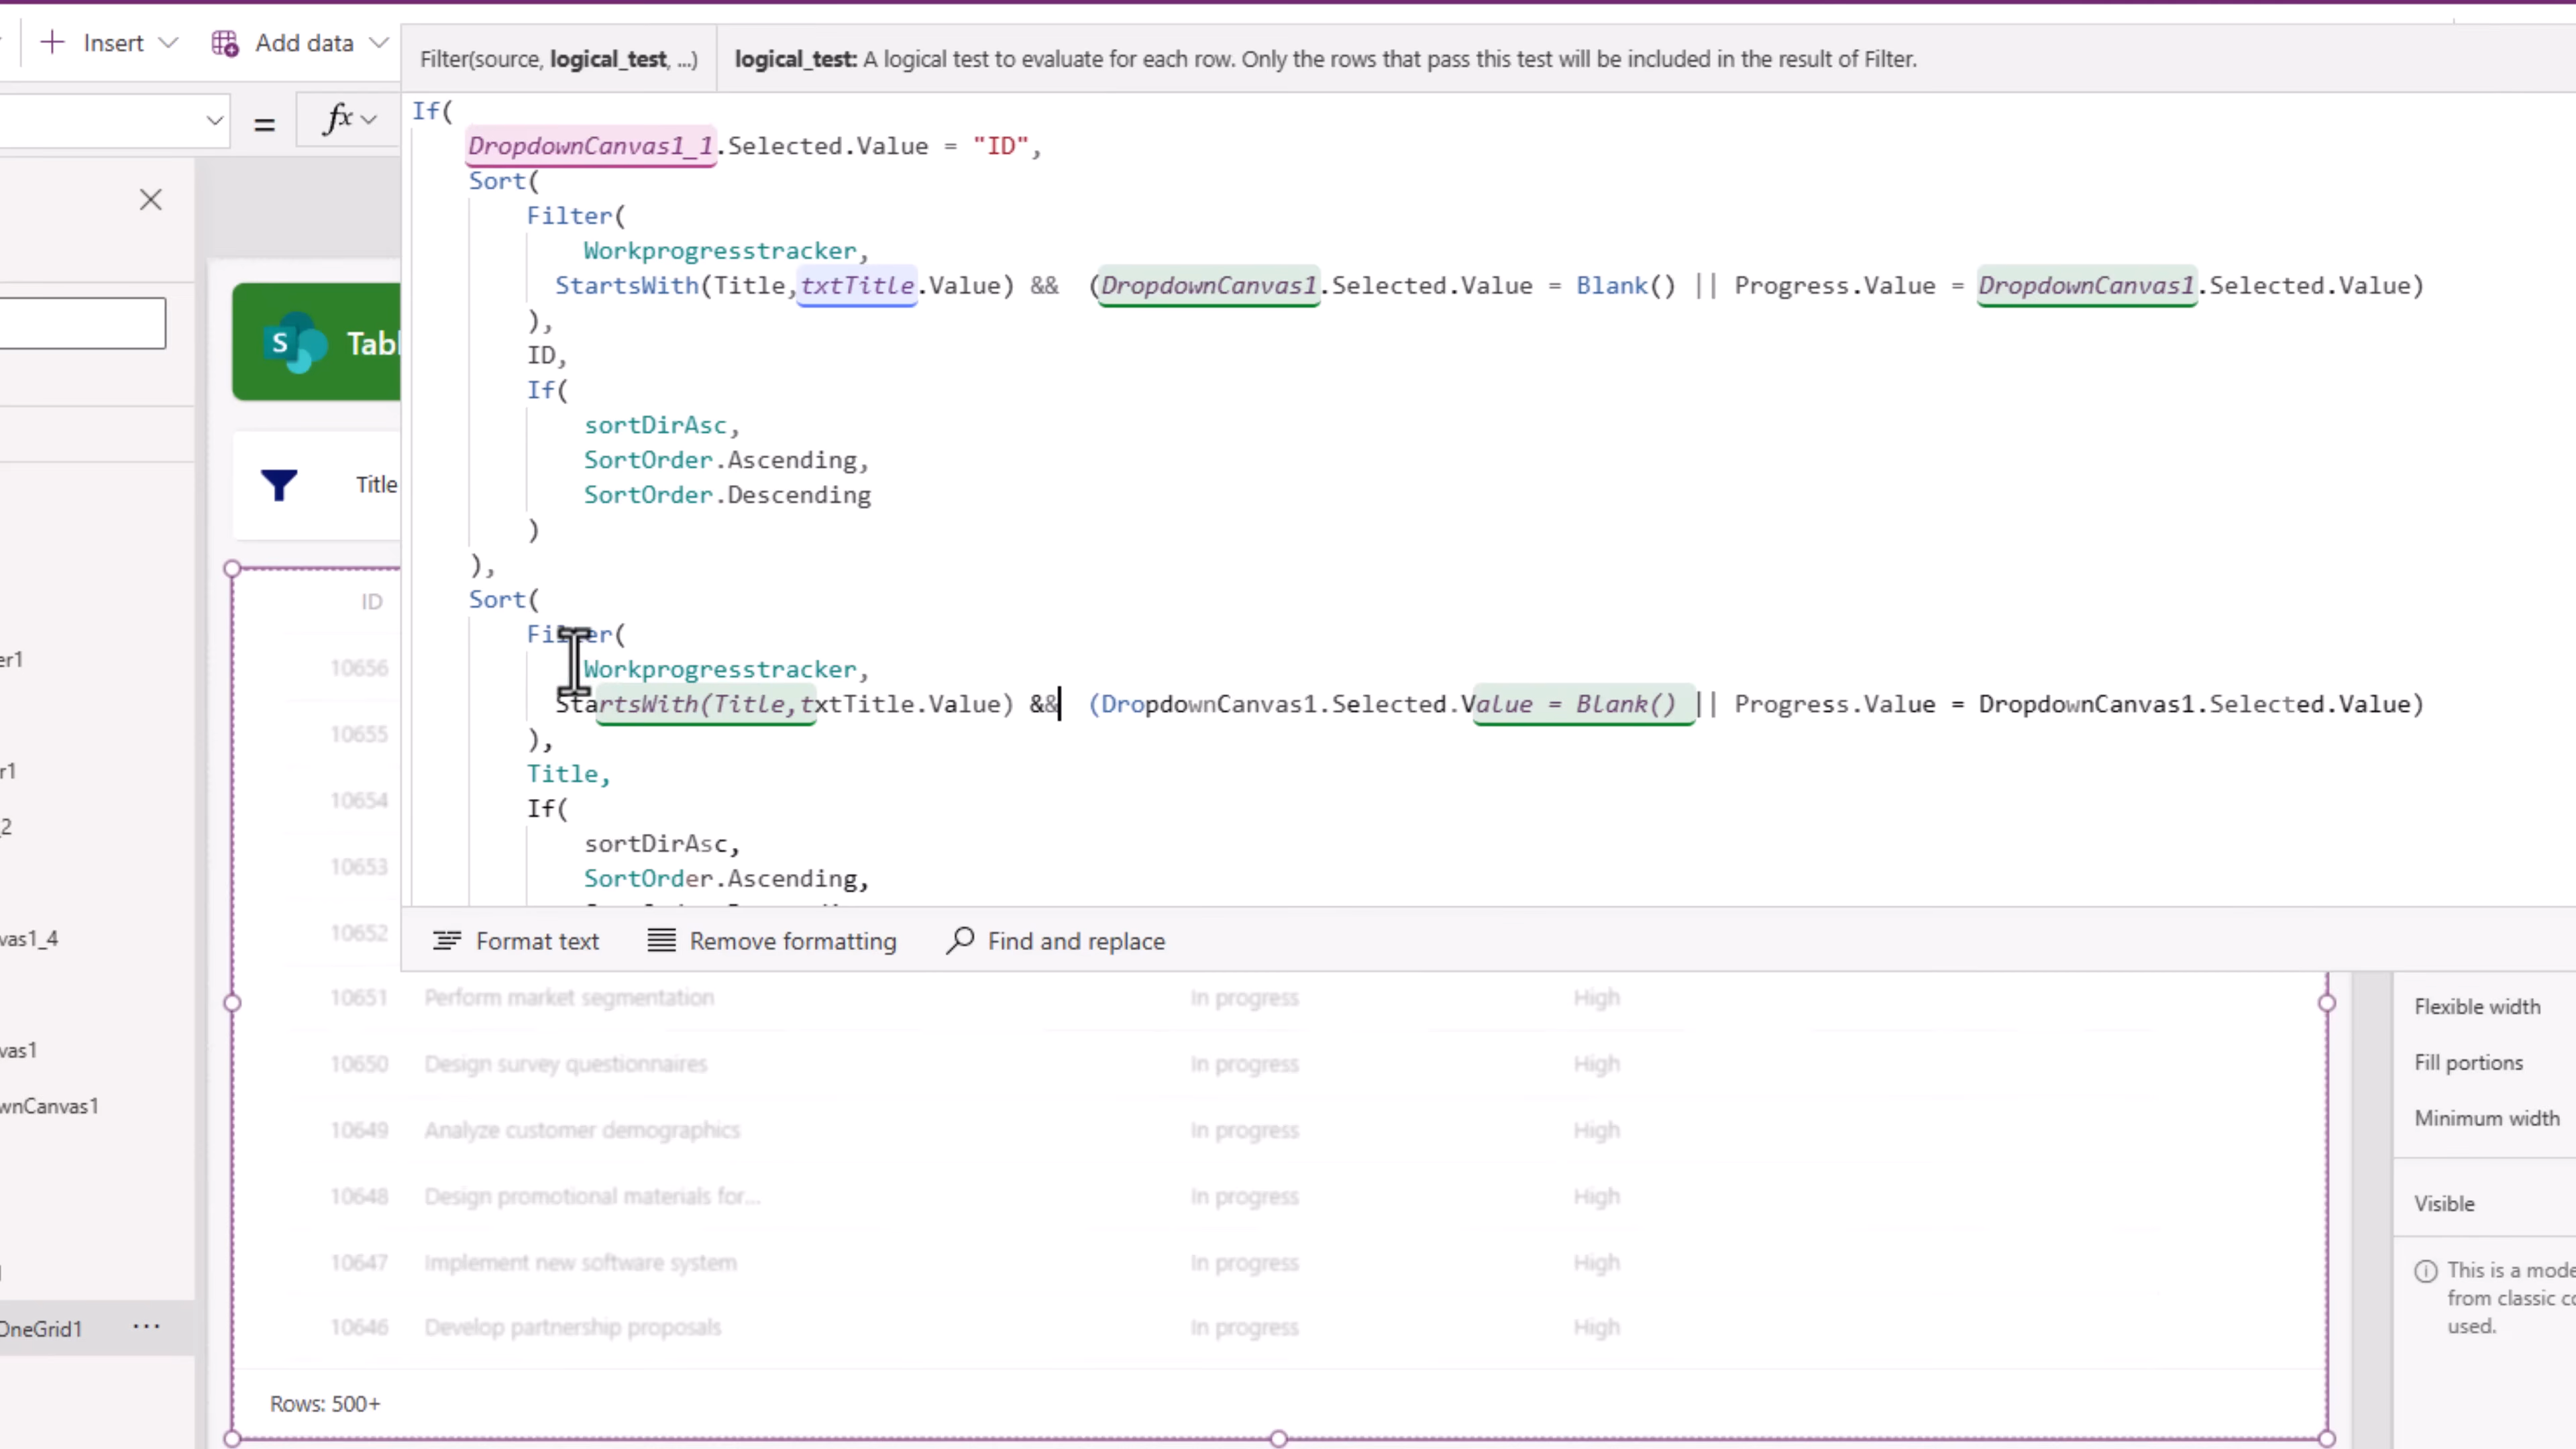 Insert
Add data
Filter(source, logical_test, ...)
logical_test: A logical test to evaluate for each row. Only the rows that pass this test will be included in the result of Filter.
=
fx
If(
DropdownCanvas1_1.Selected.Value = "ID",
Sort(
Filter(
Workprogresstracker,
StartsWith(Title,txtTitle.Value) && (DropdownCanvas1.Selected.Value = Blank() || Progress.Value = DropdownCanvas1.Selected.Value)
),
ID,
If(
sortDirAsc,
SortOrder.Ascending,
SortOrder.Descending
)
),
Sort(
Filter(
Workprogresstracker,
StartsWith(Title,txtTitle.Value) && (DropdownCanvas1.Selected.Value = Blank() || Progress.Value = DropdownCanvas1.Selected.Value)
),
Title,
If(
sortDirAsc,
SortOrder.Ascending,
Format text
Remove formatting
Find and replace
er1
r1
_2
vas1_4
vas1
wnCanvas1
OneGrid1
...
S
Tabl
Title
ID
10656
10655
10654
10653
10652
10651 Perform market segmentation In progress High
10650 Design survey questionnaires In progress High
10649 Analyze customer demographics In progress High
10648 Design promotional materials for... In progress High
10647 Implement new software system In progress High
10646 Develop partnership proposals In progress High
Rows: 500+
Flexible width
Fill portions
Minimum width
Visible
This is a mode
from classic co
used.